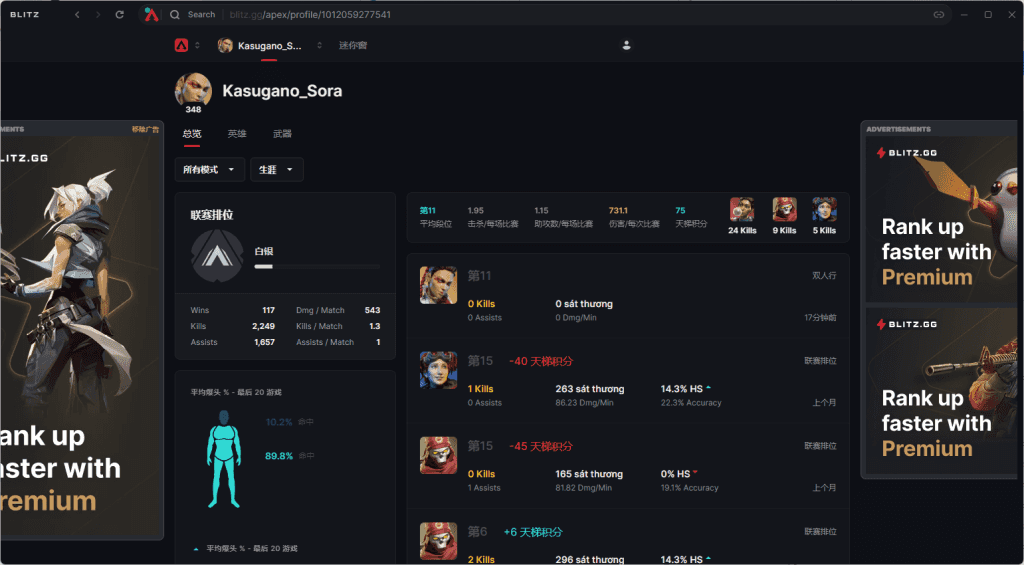 BLITZ
Search
blitz.gg/apex/profile/1012059277541
Kasugano_S...
迷你窗
Kasugano_Sora
348
总览
英雄
武器
所有模式
生涯
MENTS
移除广告
LITZ.GG
ank up
aster with
remium
联赛排位
白银
Wins 117 Dmg / Match 543
Kills 2,249 Kills / Match 1.3
Assists 1,657 Assists / Match 1
平均爆头 % - 最后 20 游戏
10.2% 命中
89.8% 命中
平均爆头 % - 最后 20 游戏
第11 1.95 1.15 731.1 75
平均段位 击杀/每场比赛 助攻数/每场比赛 伤害/每次比赛 天梯积分
24 Kills 9 Kills 5 Kills
第11 双人行
0 Kills 0 sát thương
0 Assists 0 Dmg/Min 17分钟前
第15 -40 天梯积分 联赛排位
1 Kills 263 sát thương 14.3% HS
0 Assists 86.23 Dmg/Min 22.3% Accuracy 上个月
第15 -45 天梯积分 联赛排位
0 Kills 165 sát thương 0% HS
1 Assists 81.82 Dmg/Min 19.1% Accuracy 上个月
第6 +6 天梯积分 联赛排位
2 Kills 296 sát thương 14.3% HS
ADVERTISEMENTS
BLITZ.GG
Rank up
faster with
Premium
BLITZ.GG
Rank up
faster with
Premium